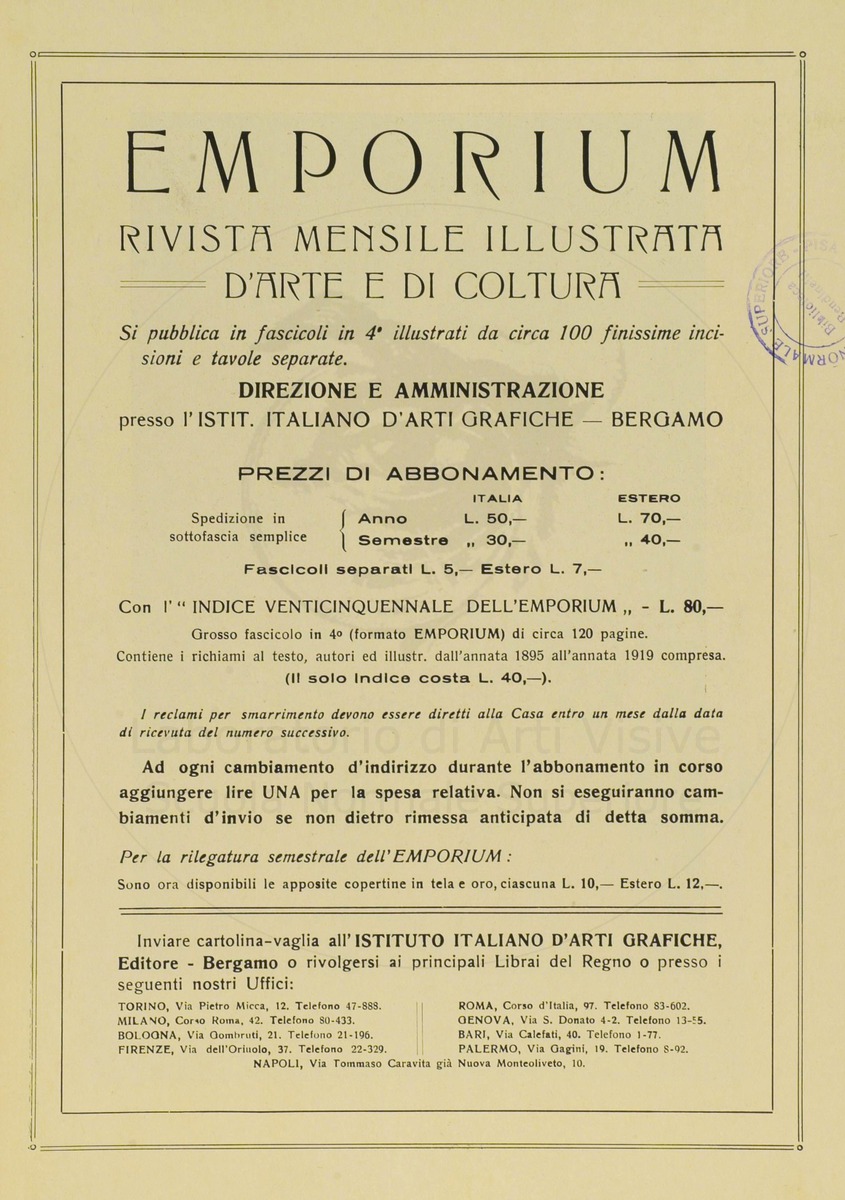 EMPORIUM
RIVISTA MENSILE ILLUSTRATA
D'ARTE E DI COLTURA
Si pubblica in fascicoli in 4° illustrati da circa 100 finissime inci-
sioni e tavole separate.
DIREZIONE E AMMINISTRAZIONE
presso l'ISTIT. ITALIANO D'ARTI GRAFICHE — BERGAMO
PREZZI DI ABBONAMENTO:
ITALIA ESTERO
Spedizione in sottofascia semplice
Anno L. 50,— L. 70,—
Semestre „ 30,— „ 40,—
Fascicoli separati L. 5,— Estero L. 7,—
Con l' “ INDICE VENTICINQUENNALE DELL'EMPORIUM „ - L. 80,—
Grosso fascicolo in 4º (formato EMPORIUM) di circa 120 pagine.
Contiene i richiami al testo, autori ed illustr. dall'annata 1895 all'annata 1919 compresa.
(Il solo Indice costa L. 40,—).
I reclami per smarrimento devono essere diretti alla Casa entro un mese dalla data
di ricevuta del numero successivo.
Ad ogni cambiamento d'indirizzo durante l'abbonamento in corso
aggiungere lire UNA per la spesa relativa. Non si eseguiranno cam-
biamenti d'invio se non dietro rimessa anticipata di detta somma.
Per la rilegatura semestrale dell'EMPORIUM :
Sono ora disponibili le apposite copertine in tela e oro, ciascuna L. 10,— Estero L. 12,—.
Inviare cartolina-vaglia all'ISTITUTO ITALIANO D'ARTI GRAFICHE,
Editore - Bergamo o rivolgersi ai principali Librai del Regno o presso i
seguenti nostri Uffici:
TORINO, Via Pietro Micca, 12. Telefono 47-888.
MILANO, Corso Roma, 42. Telefono 80-433.
BOLOGNA, Via Gombruti, 21. Telefono 21-196.
FIRENZE, Via dell'Oriuolo, 37. Telefono 22-329.
ROMA, Corso d'Italia, 97. Telefono 83-602.
GENOVA, Via S. Donato 4-2. Telefono 13-55.
BARI, Via Calefati, 40. Telefono 1-77.
PALERMO, Via Gagini, 19. Telefono 8-92.
NAPOLI, Via Tommaso Caravita già Nuova Monteoliveto, 10.
SUPERIORE - PISA
Biblioteca
di Arti Visive